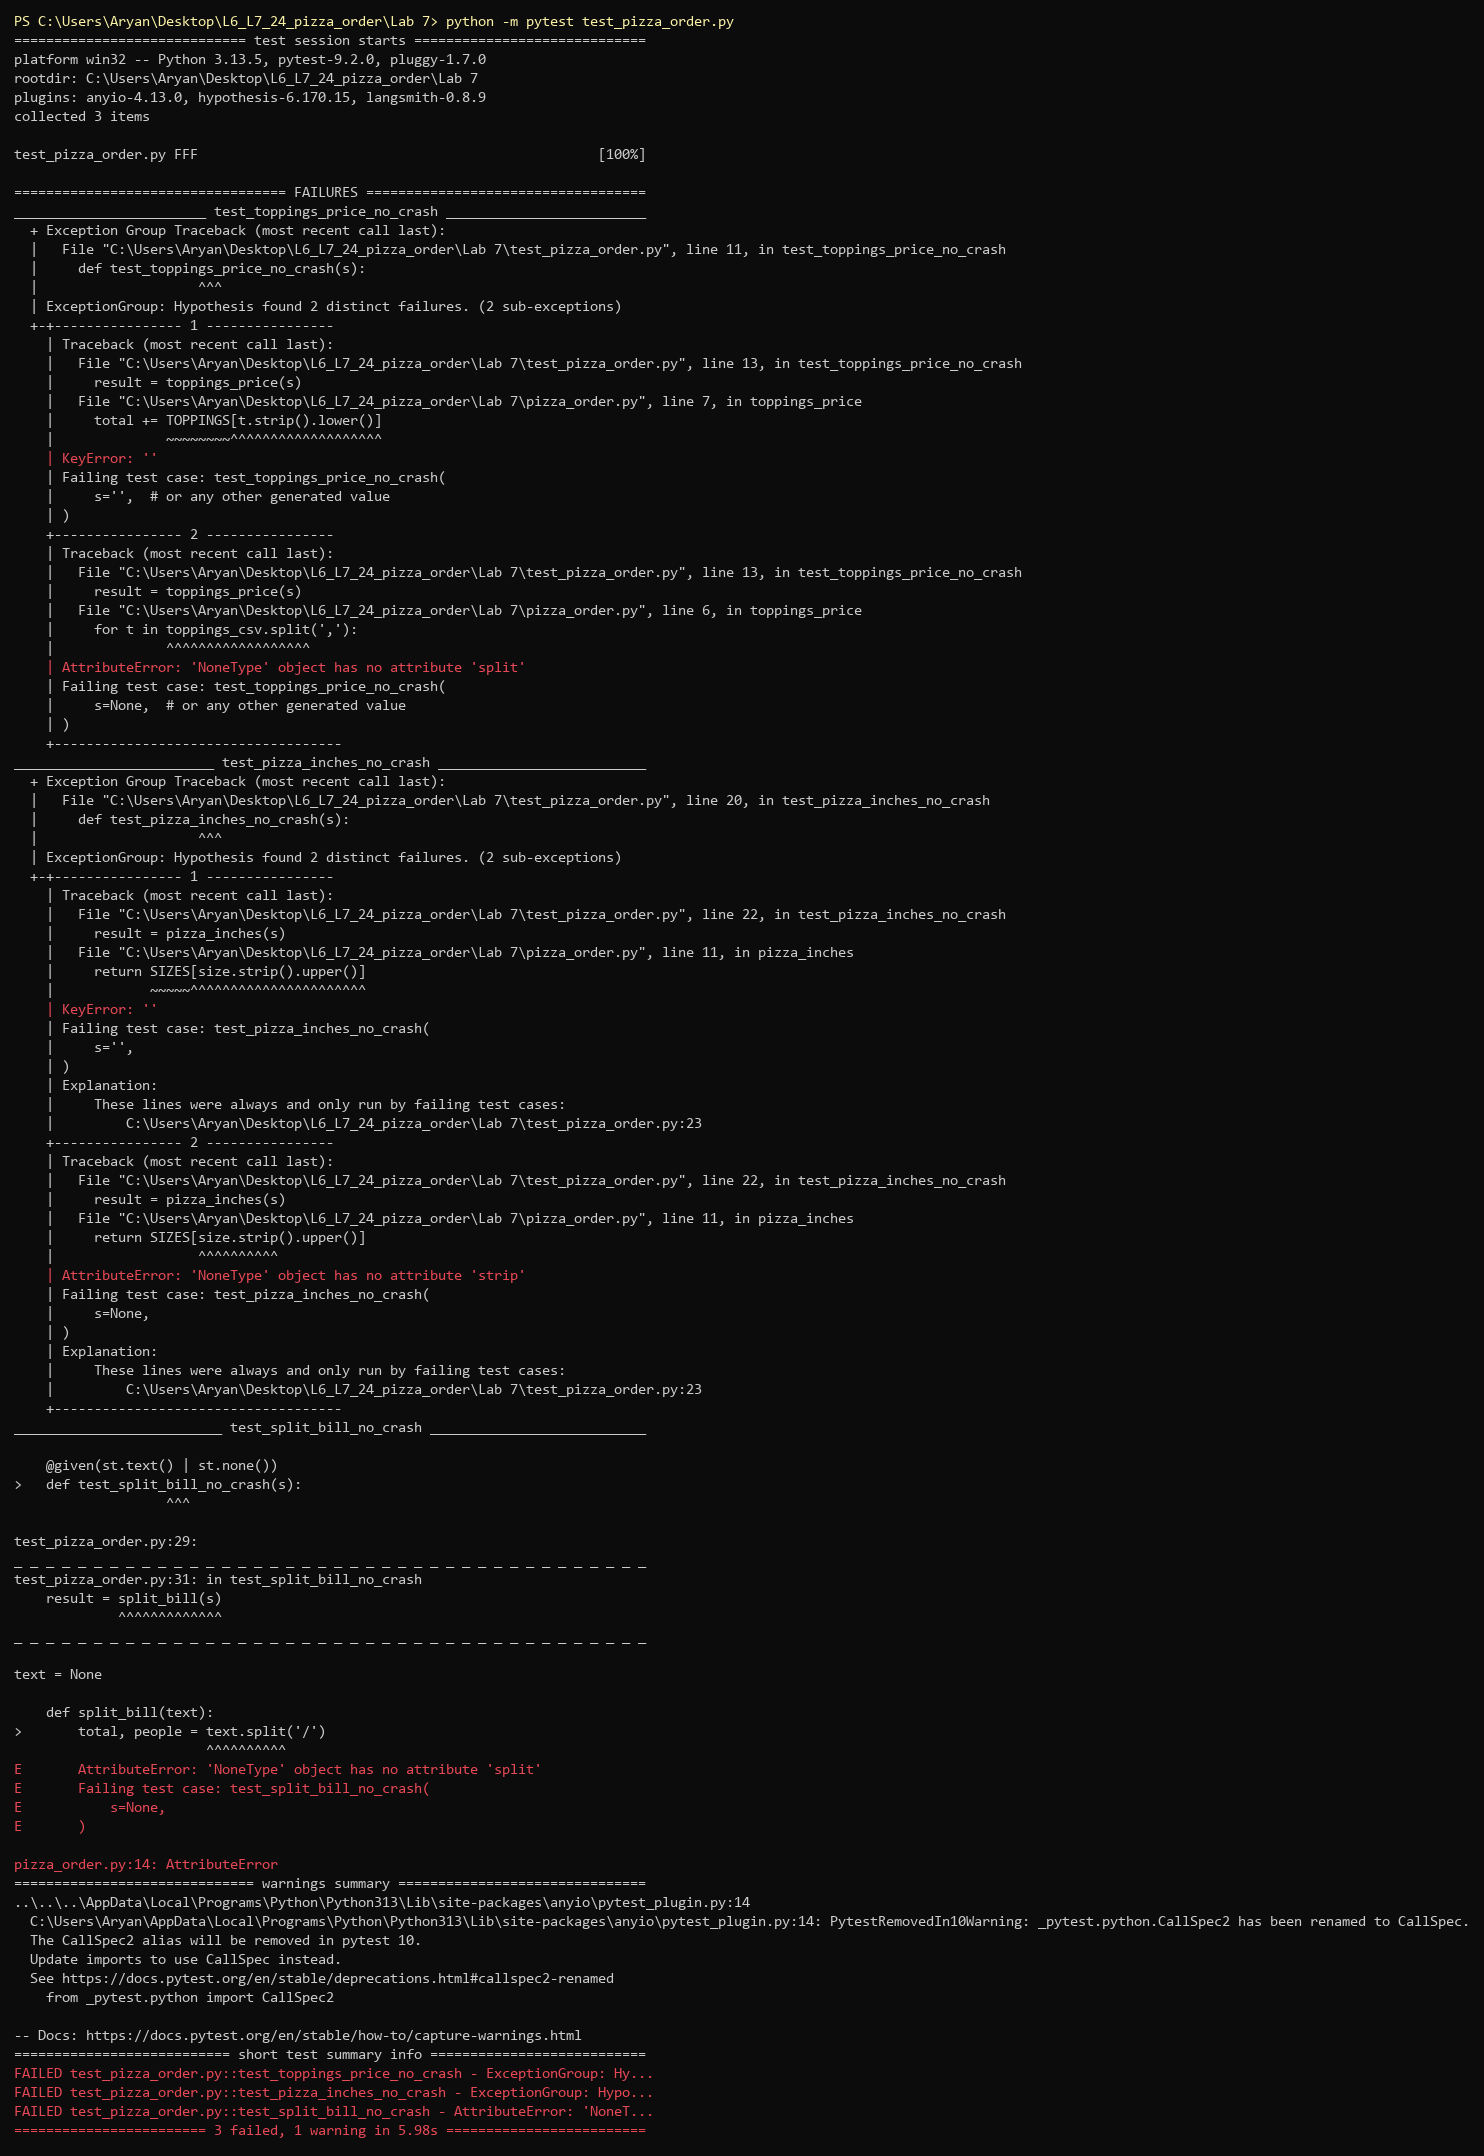 PS C:\Users\Aryan\Desktop\L6_L7_24_pizza_order\Lab 7> python -m pytest test_pizza_order.py
============================= test session starts =============================
platform win32 -- Python 3.13.5, pytest-9.2.0, pluggy-1.7.0
rootdir: C:\Users\Aryan\Desktop\L6_L7_24_pizza_order\Lab 7
plugins: anyio-4.13.0, hypothesis-6.170.15, langsmith-0.8.9
collected 3 items

test_pizza_order.py FFF                                                  [100%]

================================== FAILURES ===================================
________________________ test_toppings_price_no_crash _________________________
  + Exception Group Traceback (most recent call last):
  |   File "C:\Users\Aryan\Desktop\L6_L7_24_pizza_order\Lab 7\test_pizza_order.py", line 11, in test_toppings_price_no_crash
  |     def test_toppings_price_no_crash(s):
  |                    ^^^
  | ExceptionGroup: Hypothesis found 2 distinct failures. (2 sub-exceptions)
  +-+---------------- 1 ----------------
    | Traceback (most recent call last):
    |   File "C:\Users\Aryan\Desktop\L6_L7_24_pizza_order\Lab 7\test_pizza_order.py", line 13, in test_toppings_price_no_crash
    |     result = toppings_price(s)
    |   File "C:\Users\Aryan\Desktop\L6_L7_24_pizza_order\Lab 7\pizza_order.py", line 7, in toppings_price
    |     total += TOPPINGS[t.strip().lower()]
    |              ~~~~~~~~^^^^^^^^^^^^^^^^^^^
    | KeyError: ''
    | Failing test case: test_toppings_price_no_crash(
    |     s='',  # or any other generated value
    | )
    +---------------- 2 ----------------
    | Traceback (most recent call last):
    |   File "C:\Users\Aryan\Desktop\L6_L7_24_pizza_order\Lab 7\test_pizza_order.py", line 13, in test_toppings_price_no_crash
    |     result = toppings_price(s)
    |   File "C:\Users\Aryan\Desktop\L6_L7_24_pizza_order\Lab 7\pizza_order.py", line 6, in toppings_price
    |     for t in toppings_csv.split(','):
    |              ^^^^^^^^^^^^^^^^^^
    | AttributeError: 'NoneType' object has no attribute 'split'
    | Failing test case: test_toppings_price_no_crash(
    |     s=None,  # or any other generated value
    | )
    +------------------------------------
_________________________ test_pizza_inches_no_crash __________________________
  + Exception Group Traceback (most recent call last):
  |   File "C:\Users\Aryan\Desktop\L6_L7_24_pizza_order\Lab 7\test_pizza_order.py", line 20, in test_pizza_inches_no_crash
  |     def test_pizza_inches_no_crash(s):
  |                    ^^^
  | ExceptionGroup: Hypothesis found 2 distinct failures. (2 sub-exceptions)
  +-+---------------- 1 ----------------
    | Traceback (most recent call last):
    |   File "C:\Users\Aryan\Desktop\L6_L7_24_pizza_order\Lab 7\test_pizza_order.py", line 22, in test_pizza_inches_no_crash
    |     result = pizza_inches(s)
    |   File "C:\Users\Aryan\Desktop\L6_L7_24_pizza_order\Lab 7\pizza_order.py", line 11, in pizza_inches
    |     return SIZES[size.strip().upper()]
    |            ~~~~~^^^^^^^^^^^^^^^^^^^^^^
    | KeyError: ''
    | Failing test case: test_pizza_inches_no_crash(
    |     s='',
    | )
    | Explanation:
    |     These lines were always and only run by failing test cases:
    |         C:\Users\Aryan\Desktop\L6_L7_24_pizza_order\Lab 7\test_pizza_order.py:23
    +---------------- 2 ----------------
    | Traceback (most recent call last):
    |   File "C:\Users\Aryan\Desktop\L6_L7_24_pizza_order\Lab 7\test_pizza_order.py", line 22, in test_pizza_inches_no_crash
    |     result = pizza_inches(s)
    |   File "C:\Users\Aryan\Desktop\L6_L7_24_pizza_order\Lab 7\pizza_order.py", line 11, in pizza_inches
    |     return SIZES[size.strip().upper()]
    |                  ^^^^^^^^^^
    | AttributeError: 'NoneType' object has no attribute 'strip'
    | Failing test case: test_pizza_inches_no_crash(
    |     s=None,
    | )
    | Explanation:
    |     These lines were always and only run by failing test cases:
    |         C:\Users\Aryan\Desktop\L6_L7_24_pizza_order\Lab 7\test_pizza_order.py:23
    +------------------------------------
__________________________ test_split_bill_no_crash ___________________________

    @given(st.text() | st.none())
>   def test_split_bill_no_crash(s):
                   ^^^

test_pizza_order.py:29:
_ _ _ _ _ _ _ _ _ _ _ _ _ _ _ _ _ _ _ _ _ _ _ _ _ _ _ _ _ _ _ _ _ _ _ _ _ _ _ _
test_pizza_order.py:31: in test_split_bill_no_crash
    result = split_bill(s)
             ^^^^^^^^^^^^^
_ _ _ _ _ _ _ _ _ _ _ _ _ _ _ _ _ _ _ _ _ _ _ _ _ _ _ _ _ _ _ _ _ _ _ _ _ _ _ _

text = None

    def split_bill(text):
>       total, people = text.split('/')
                        ^^^^^^^^^^
E       AttributeError: 'NoneType' object has no attribute 'split'
E       Failing test case: test_split_bill_no_crash(
E           s=None,
E       )

pizza_order.py:14: AttributeError
============================== warnings summary ===============================
..\..\..\AppData\Local\Programs\Python\Python313\Lib\site-packages\anyio\pytest_plugin.py:14
  C:\Users\Aryan\AppData\Local\Programs\Python\Python313\Lib\site-packages\anyio\pytest_plugin.py:14: PytestRemovedIn10Warning: _pytest.python.CallSpec2 has been renamed to CallSpec.
  The CallSpec2 alias will be removed in pytest 10.
  Update imports to use CallSpec instead.
  See https://docs.pytest.org/en/stable/deprecations.html#callspec2-renamed
    from _pytest.python import CallSpec2

-- Docs: https://docs.pytest.org/en/stable/how-to/capture-warnings.html
=========================== short test summary info ===========================
FAILED test_pizza_order.py::test_toppings_price_no_crash - ExceptionGroup: Hy...
FAILED test_pizza_order.py::test_pizza_inches_no_crash - ExceptionGroup: Hypo...
FAILED test_pizza_order.py::test_split_bill_no_crash - AttributeError: 'NoneT...
======================== 3 failed, 1 warning in 5.98s =========================